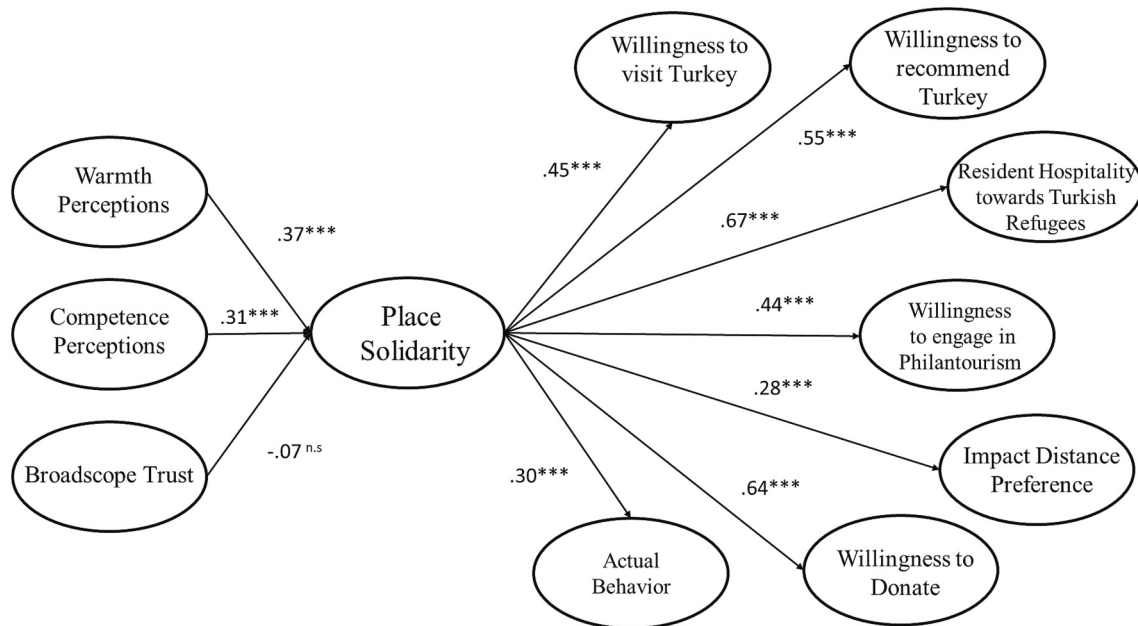 Willingness to
visit Turkey
Willingness to
recommend
Turkey
.45***
.55***
Warmth
Perceptions
Resident Hospitality
towards Turkish
Refugees
.37***
.67***
Competence
Perceptions
.31***
Place
Solidarity
.44***
Willingness
to engage in
Philantourism
.28***
Broadscope Trust
-.07 n.s
.30***
.64***
Impact Distance
Preference
Actual
Behavior
Willingness to
Donate